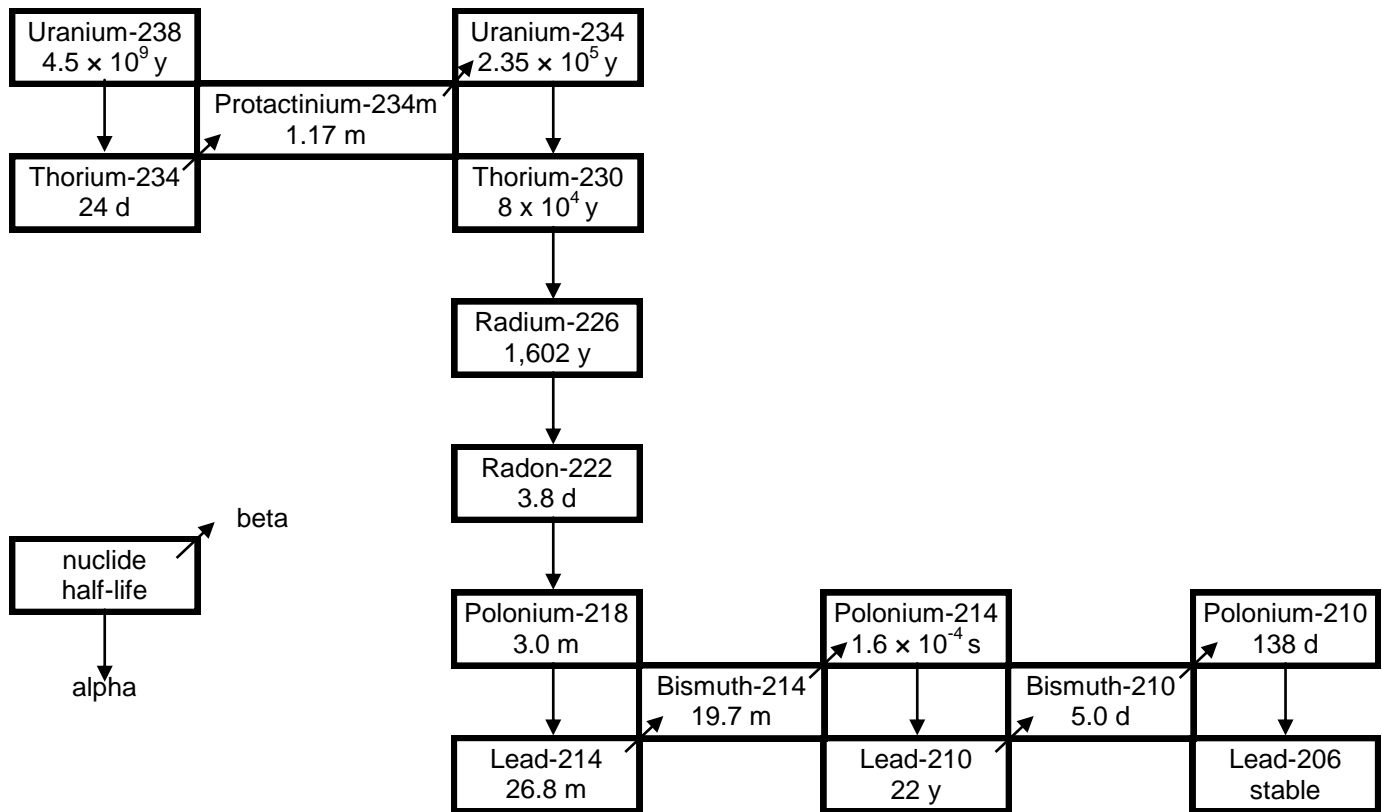 Uranium-238
4.5 × 10⁹ y
Uranium-234
2.35 × 10⁵ y
Protactinium-234m
1.17 m
Thorium-234
24 d
Thorium-230
8 x 10⁴ y
Radium-226
1,602 y
Radon-222
3.8 d
beta
nuclide
half-life
alpha
Polonium-218
3.0 m
Polonium-214
1.6 × 10⁻⁴ s
Polonium-210
138 d
Bismuth-214
19.7 m
Bismuth-210
5.0 d
Lead-214
26.8 m
Lead-210
22 y
Lead-206
stable